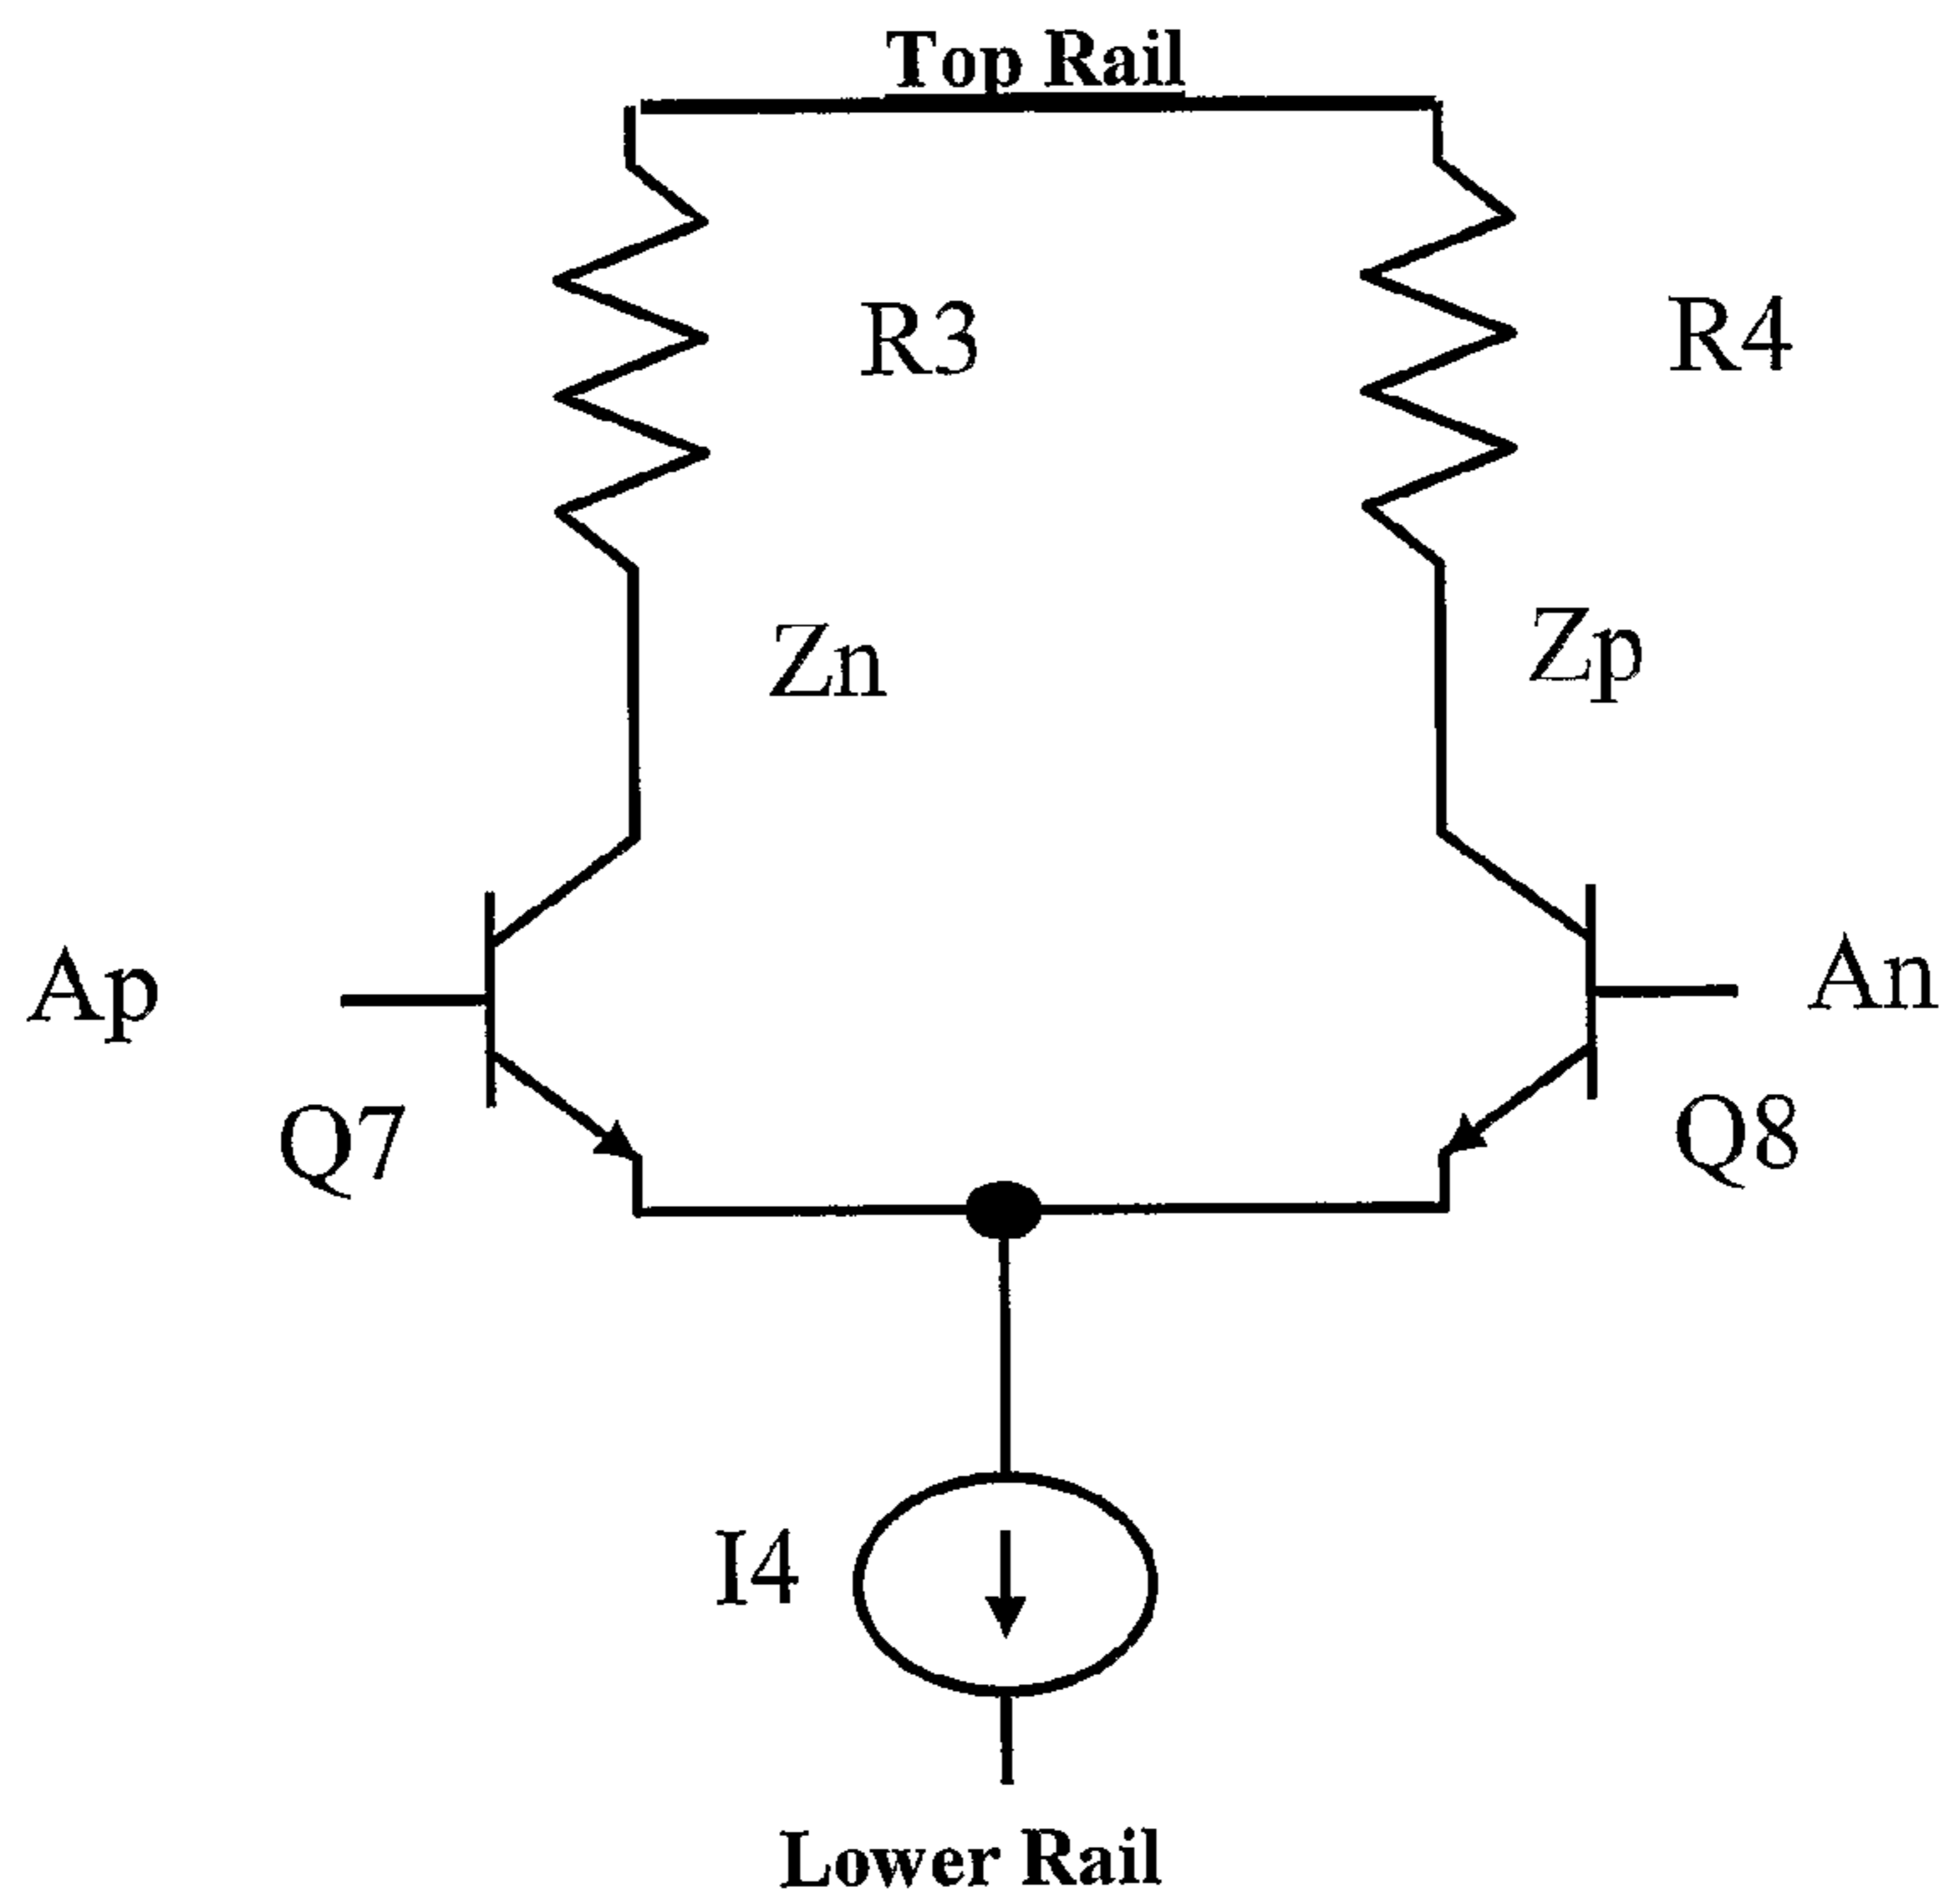 Top Rail
R3
R4
Zn
Zp
Ap
An
Q7
Q8
I4
Lower Rail